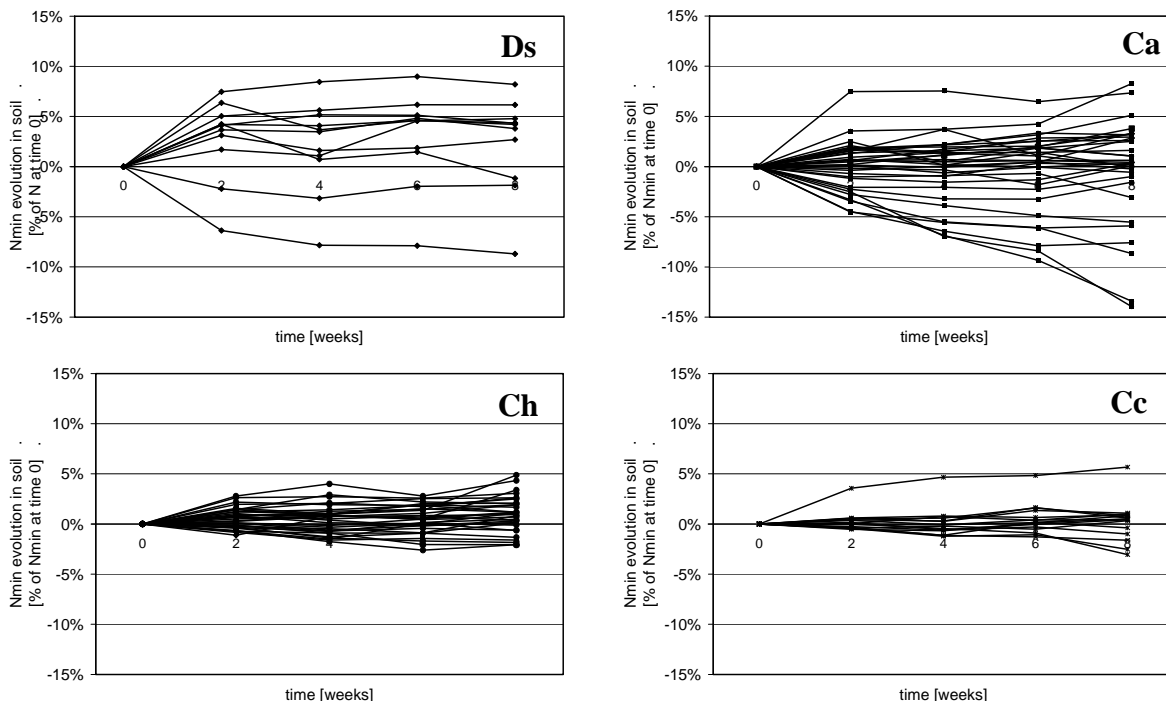 Ds
15%
10%
5%
0%
-5%
-10%
-15%
0
2
4
6
8
Nmin evolution in soil .
[% of N at time 0] .
time [weeks]
Ca
15%
10%
5%
0%
-5%
-10%
-15%
0
4
6
8
Nmin evolution in soil .
[% of Nmin at time 0] .
time [weeks]
Ch
15%
10%
5%
0%
-5%
-10%
-15%
0
2
4
Nmin evolution in soil .
[% of Nmin at time 0] .
time [weeks]
Cc
15%
10%
5%
0%
-5%
-10%
-15%
0
2
4
6
8
Nmin evolution in soil .
[% of Nmin at time 0] .
time [weeks]